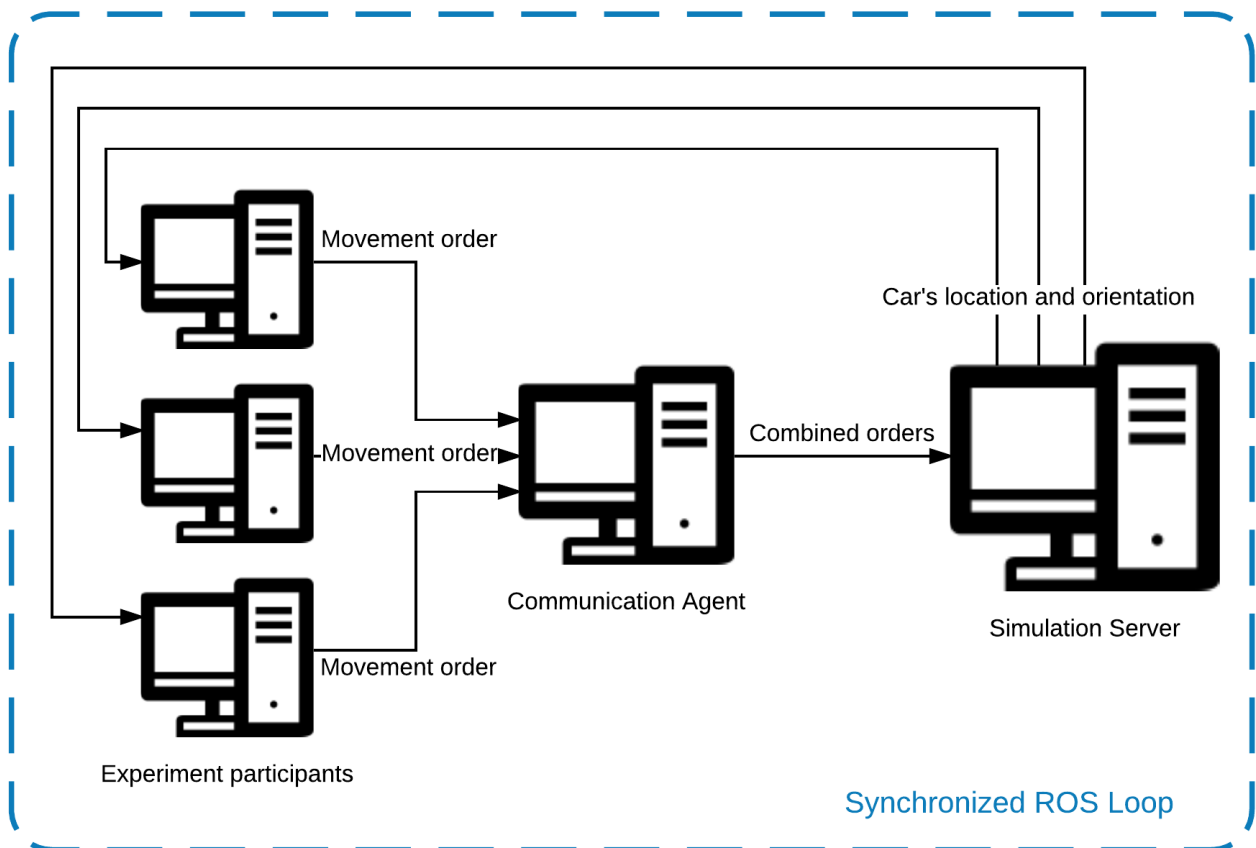 Movement order
Car's location and orientation
Movement order
Combined orders
Communication Agent
Simulation Server
Movement order
Experiment participants
Synchronized ROS Loop